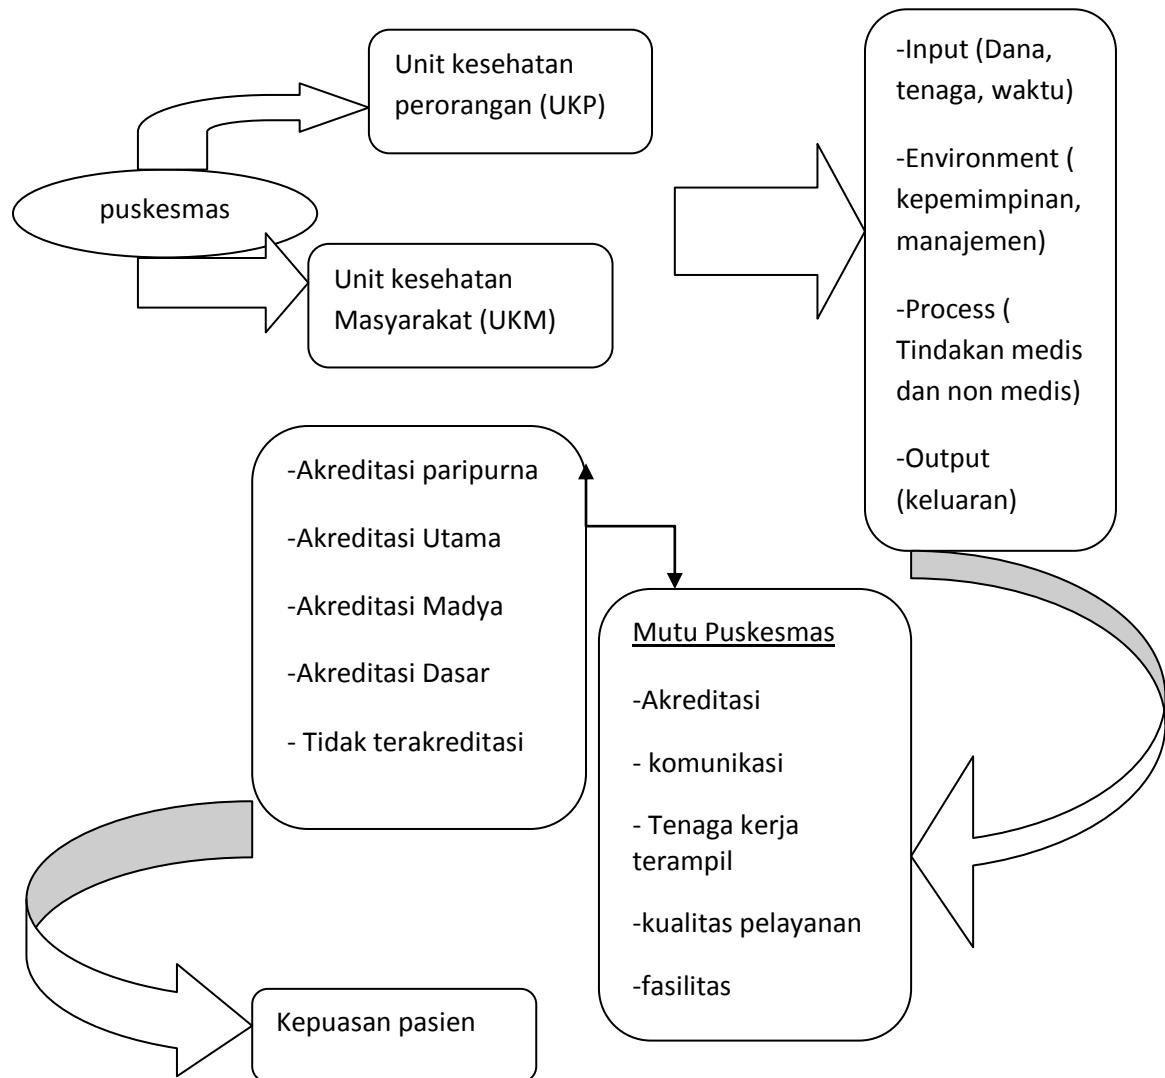 Unit kesehatan
perorangan (UKP)
puskesmas
Unit kesehatan
Masyarakat (UKM)
-Input (Dana,
tenaga, waktu)
-Environment (
kepemimpinan,
manajemen)
-Process (
Tindakan medis
dan non medis)
-Output
(keluaran)
-Akreditasi paripurna
-Akreditasi Utama
-Akreditasi Madya
-Akreditasi Dasar
- Tidak terakreditasi
Mutu Puskesmas
-Akreditasi
- komunikasi
- Tenaga kerja
terampil
-kualitas pelayanan
-fasilitas
Kepuasan pasien